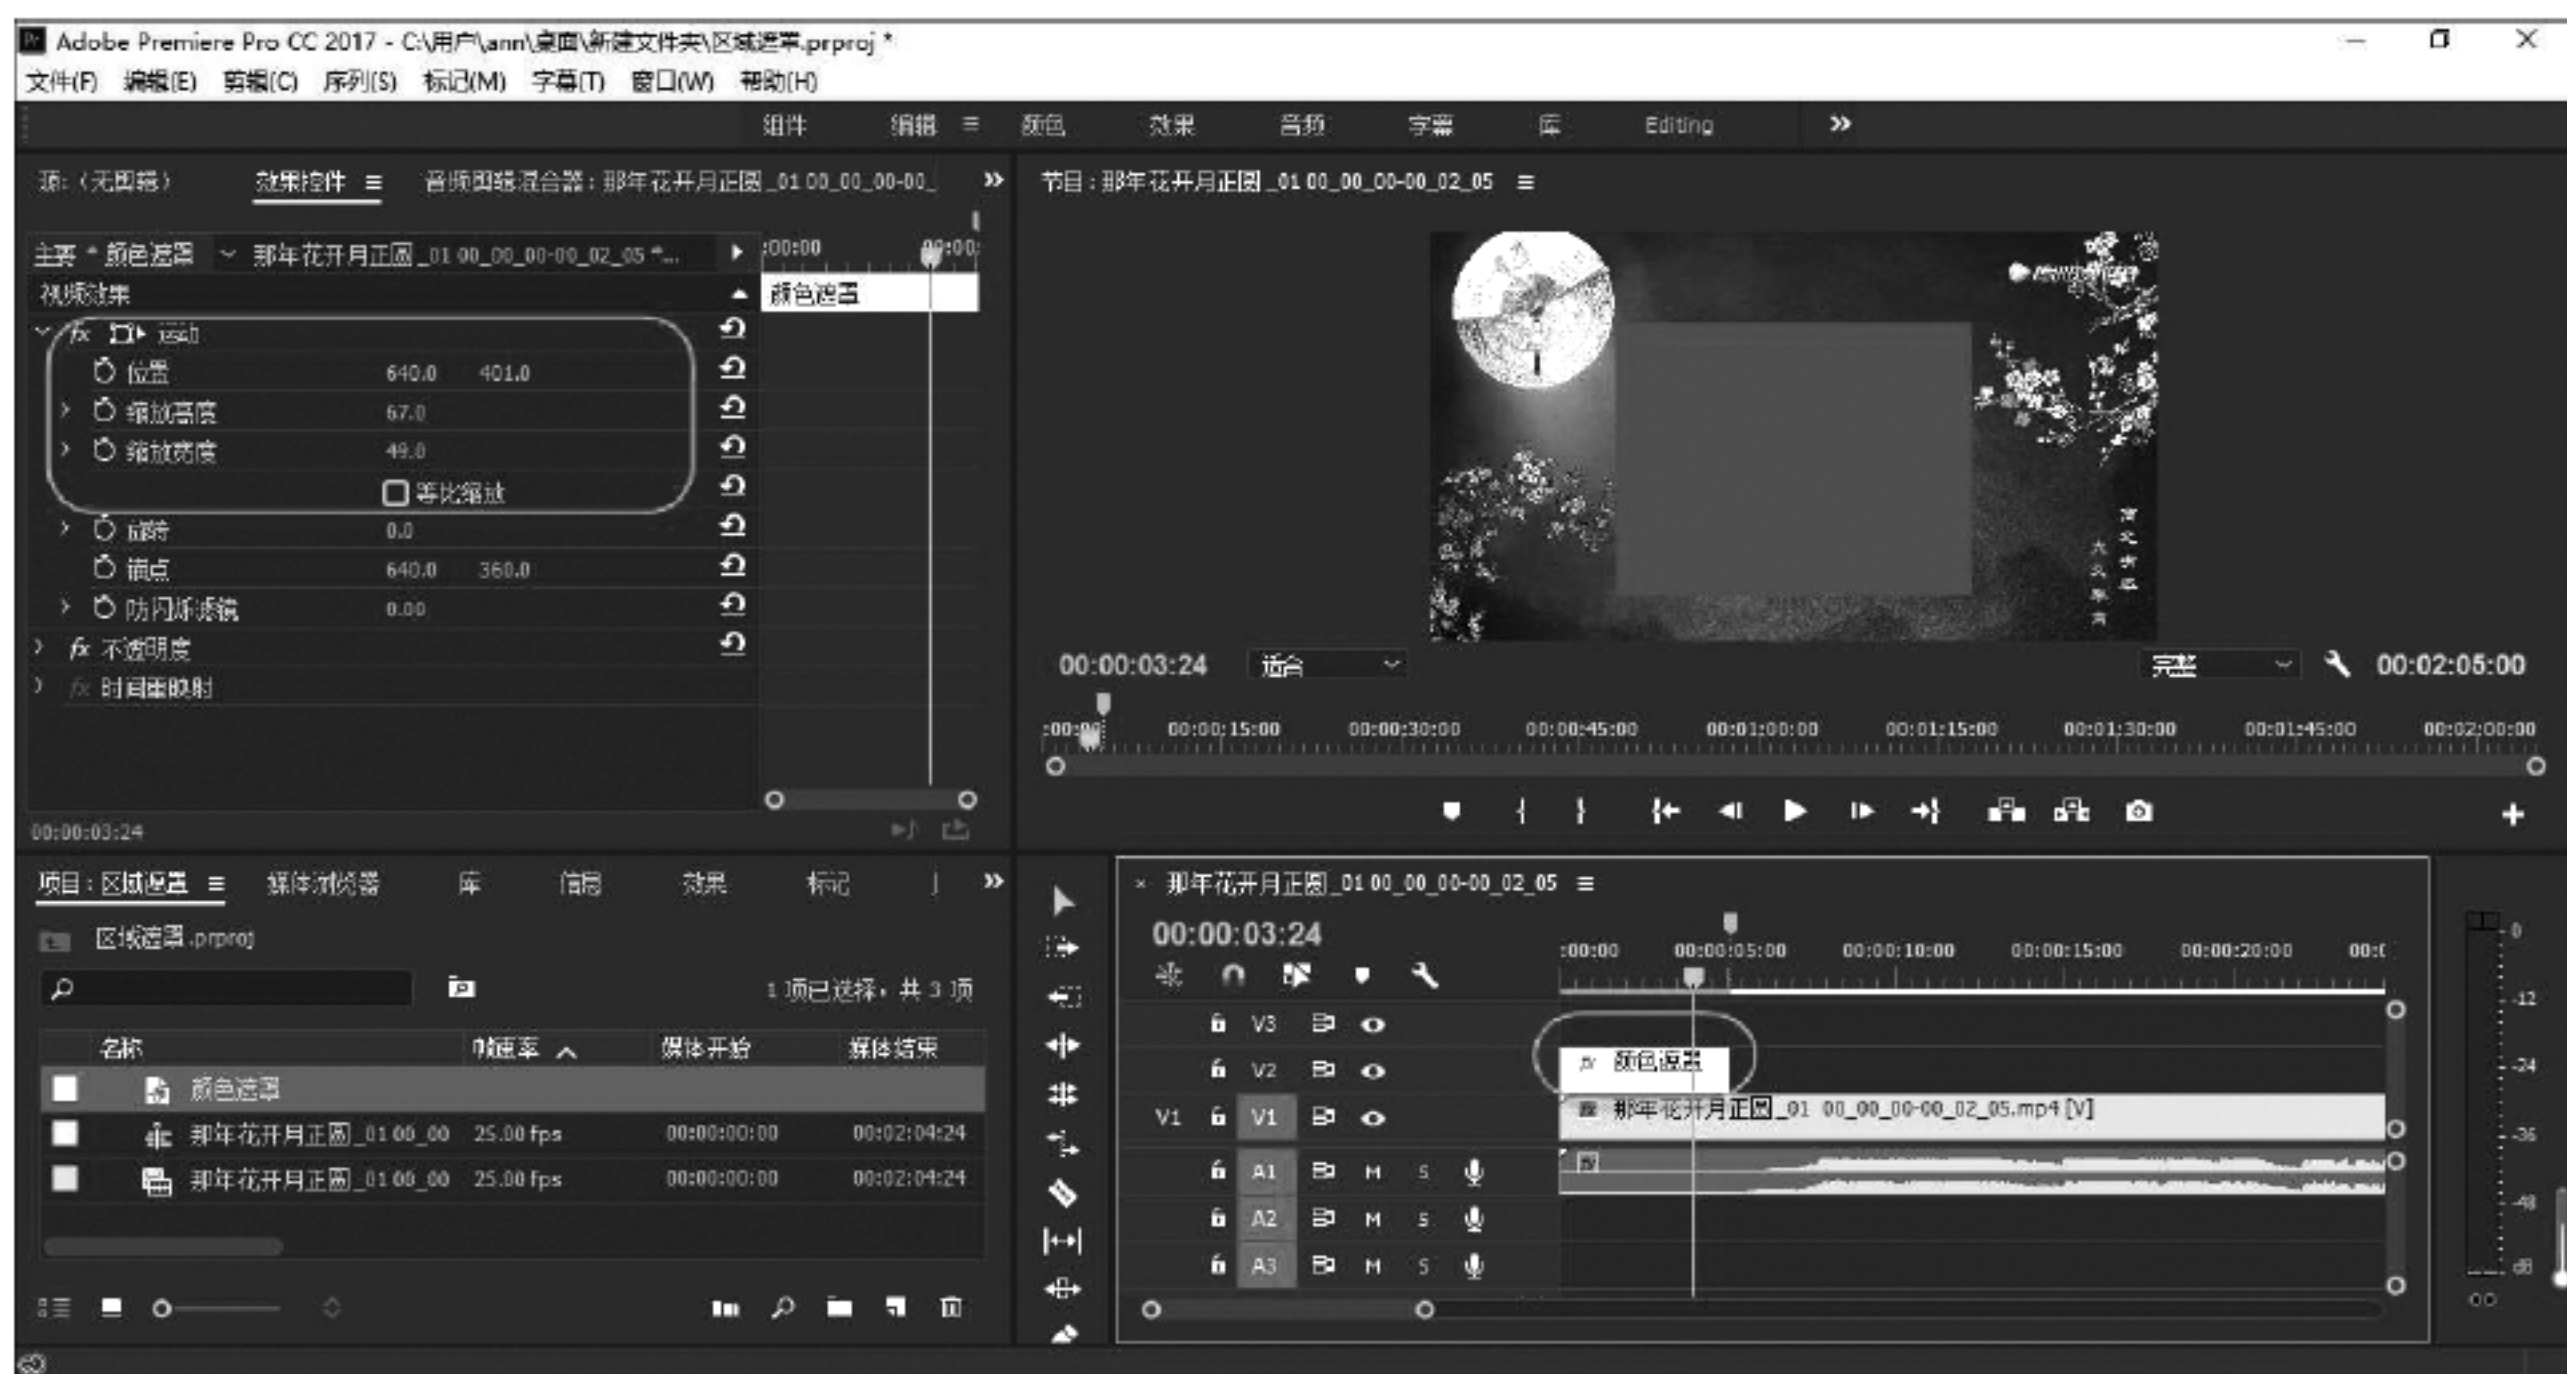 Adobe Premiere Pro CC 2017 - C:\用户\ann\桌面\新建文件夹\区域遮罩.prproj *
文件(F) 编辑(E) 剪辑(C) 序列(S) 标记(M) 字幕(T) 窗口(W) 帮助(H)
组件 编辑 颜色 效果 音频 字幕 库 Editing
源:（无剪辑） 效果控件 音频剪辑混合器：那年花开月正圆_01 00_00_00-00_
主要 * 颜色遮罩 那年花开月正圆_01 00_00_00-00_02_05 *...
:00:00 00:00:
视频效果 颜色遮罩
fx 运动
位置 640.0 401.0
缩放高度 67.0
缩放宽度 49.0
等比缩放
旋转 0.0
锚点 640.0 360.0
防闪烁滤镜 0.00
fx 不透明度
fx 时间重映射
00:00:03:24
节目：那年花开月正圆_01 00_00_00-00_02_05
00:00:03:24 适合 完整 00:02:05:00
:00:00 00:00:15:00 00:00:30:00 00:00:45:00 00:01:00:00 00:01:15:00 00:01:30:00 00:01:45:00 00:02:00:00
项目：区域遮罩 媒体浏览器 库 信息 效果 标记
区域遮罩.prproj
1 项已选择，共 3 项
名称 帧速率 媒体开始 媒体结束
颜色遮罩
那年花开月正圆_01 00_00 25.00 fps 00:00:00:00 00:02:04:24
那年花开月正圆_01 00_00 25.00 fps 00:00:00:00 00:02:04:24
× 那年花开月正圆_01 00_00_00-00_02_05
00:00:03:24
:00:00 00:00:05:00 00:00:10:00 00:00:15:00 00:00:20:00 00:(
V3
V2 fx 颜色遮罩
V1 V1 那年花开月正圆_01 00_00_00-00_02_05.mp4 [V]
A1 M S
A2 M S
A3 M S
0
-12
-24
-36
-48
dB